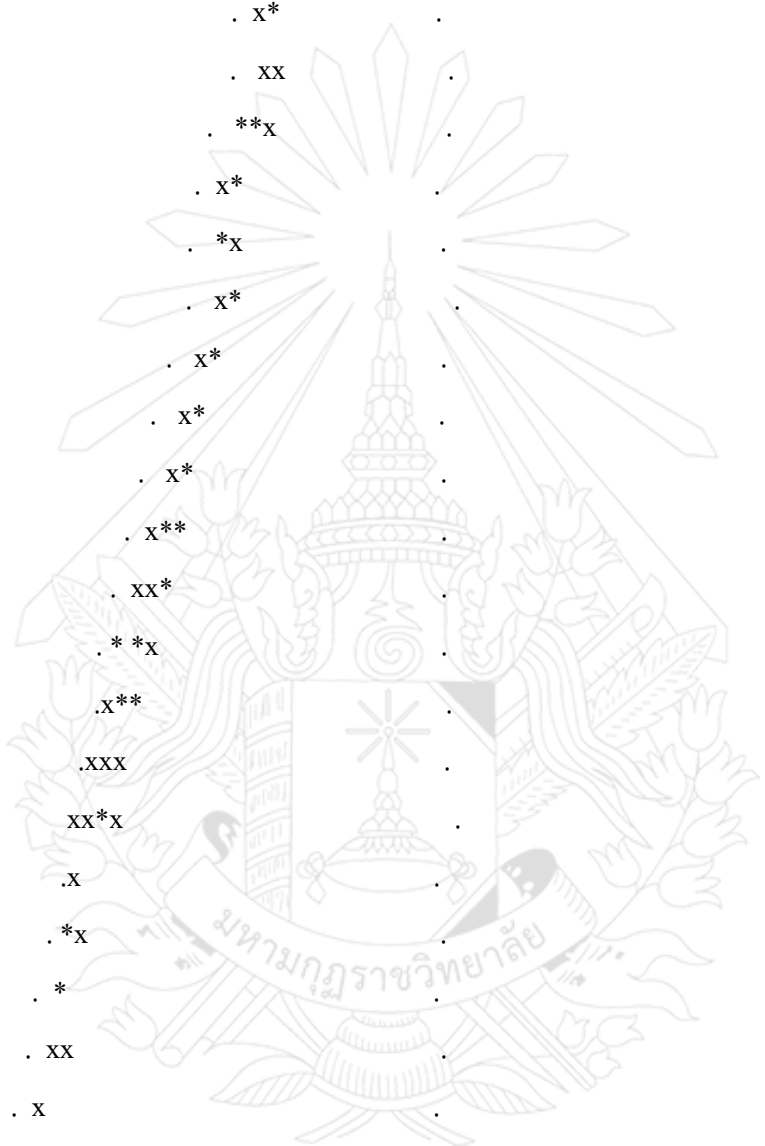 . x* .
. xx .
. **x .
. x* .
. *x .
. x* .
. x* .
. x* .
. x* .
. x** .
. xx* .
. * *x .
.x** .
.xxx .
xx*x .
.x .
. *x .
. * .
. xx .
. x .
มหามกุฏราชวิทยาลัย